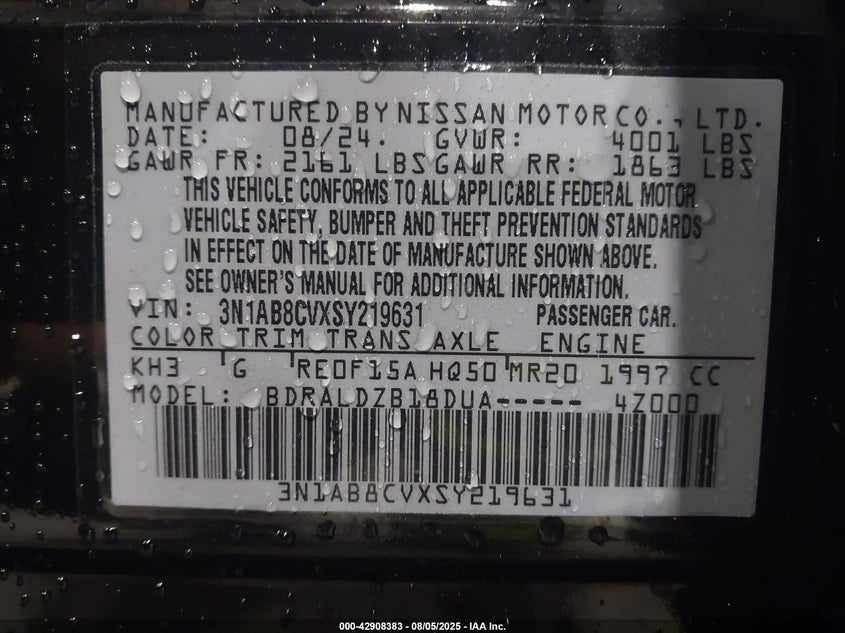 MANUFACTURED BY NISSAN MOTOR CO., LTD.
DATE: 08/24. GVWR: 4001 LBS
GAWR FR: 2161 LBS GAWR RR: 1863 LBS
THIS VEHICLE CONFORMS TO ALL APPLICABLE FEDERAL MOTOR
VEHICLE SAFETY, BUMPER AND THEFT PREVENTION STANDARDS
IN EFFECT ON THE DATE OF MANUFACTURE SHOWN ABOVE.
SEE OWNER'S MANUAL FOR ADDITIONAL INFORMATION.
VIN: 3N1AB8CVXSY219631 PASSENGER CAR.
COLOR TRIM TRANS AXLE ENGINE
KH3 G RE0F15A HQ50 MR20 1997 CC
MODEL: BDRALDZB18DUA----- 4Z000
3N1AB8CVXSY219631
000-42908383 - 08/05/2025 - IAA Inc.